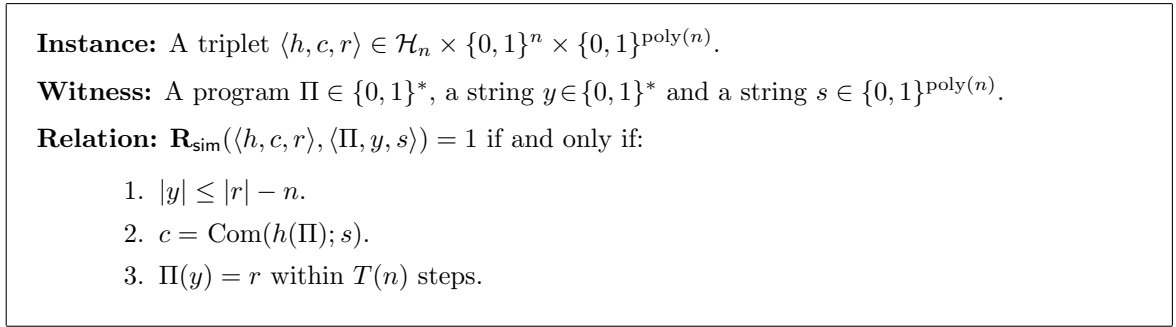 Instance: A triplet ⟨h, c, r⟩ ∈ ℋₙ × {0, 1}ⁿ × {0, 1}^poly(n).
Witness: A program Π ∈ {0, 1}*, a string y ∈ {0, 1}* and a string s ∈ {0, 1}^poly(n).
Relation: R_sim(⟨h, c, r⟩, ⟨Π, y, s⟩) = 1 if and only if:
1. |y| ≤ |r| − n.
2. c = Com(h(Π); s).
3. Π(y) = r within T(n) steps.